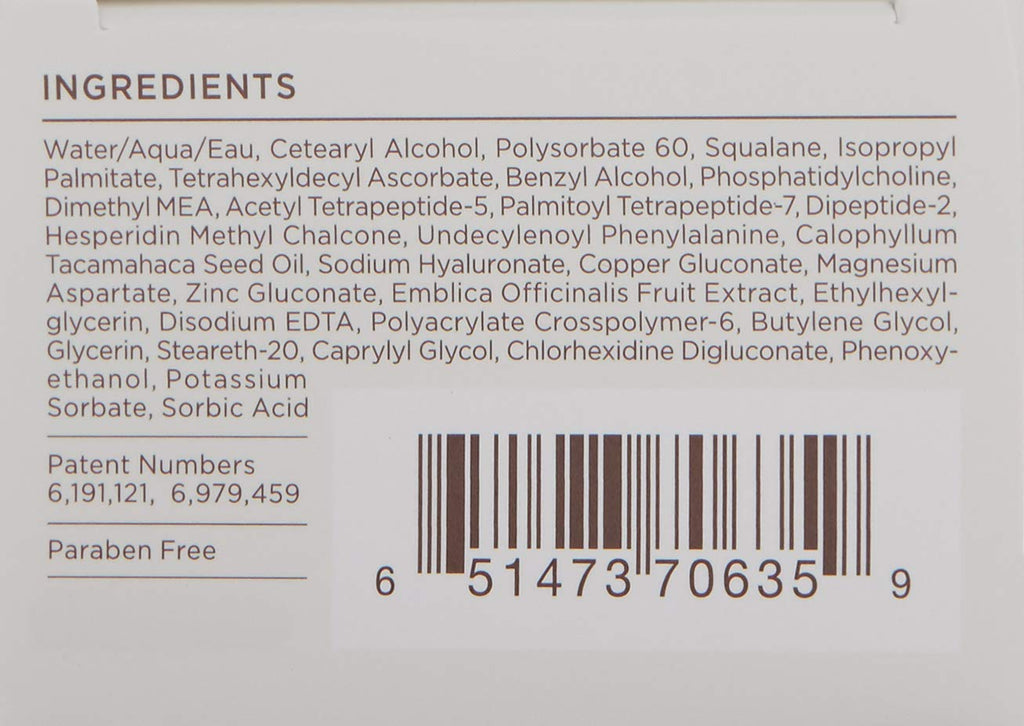 INGREDIENTS
Water/Aqua/Eau, Cetearyl Alcohol, Polysorbate 60, Squalane, Isopropyl
Palmitate, Tetrahexyldecyl Ascorbate, Benzyl Alcohol, Phosphatidylcholine,
Dimethyl MEA, Acetyl Tetrapeptide-5, Palmitoyl Tetrapeptide-7, Dipeptide-2,
Hesperidin Methyl Chalcone, Undecylenoyl Phenylalanine, Calophyllum
Tacamahaca Seed Oil, Sodium Hyaluronate, Copper Gluconate, Magnesium
Aspartate, Zinc Gluconate, Emblica Officinalis Fruit Extract, Ethylhexyl-
glycerin, Disodium EDTA, Polyacrylate Crosspolymer-6, Butylene Glycol,
Glycerin, Steareth-20, Caprylyl Glycol, Chlorhexidine Digluconate, Phenoxy-
ethanol, Potassium
Sorbate, Sorbic Acid
Patent Numbers
6,191,121, 6,979,459
Paraben Free
6 51473 70635 9